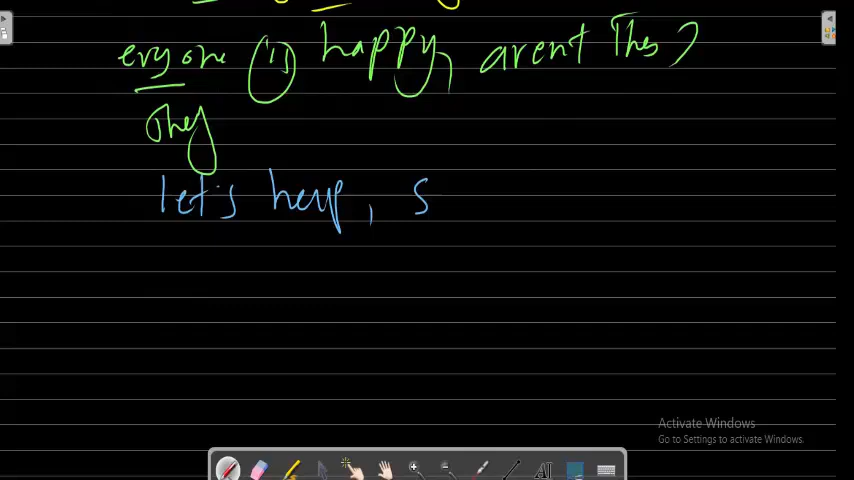 eryone is happy, arent They?
They
let's help, s
Activate Windows
Go to Settings to activate Windows.